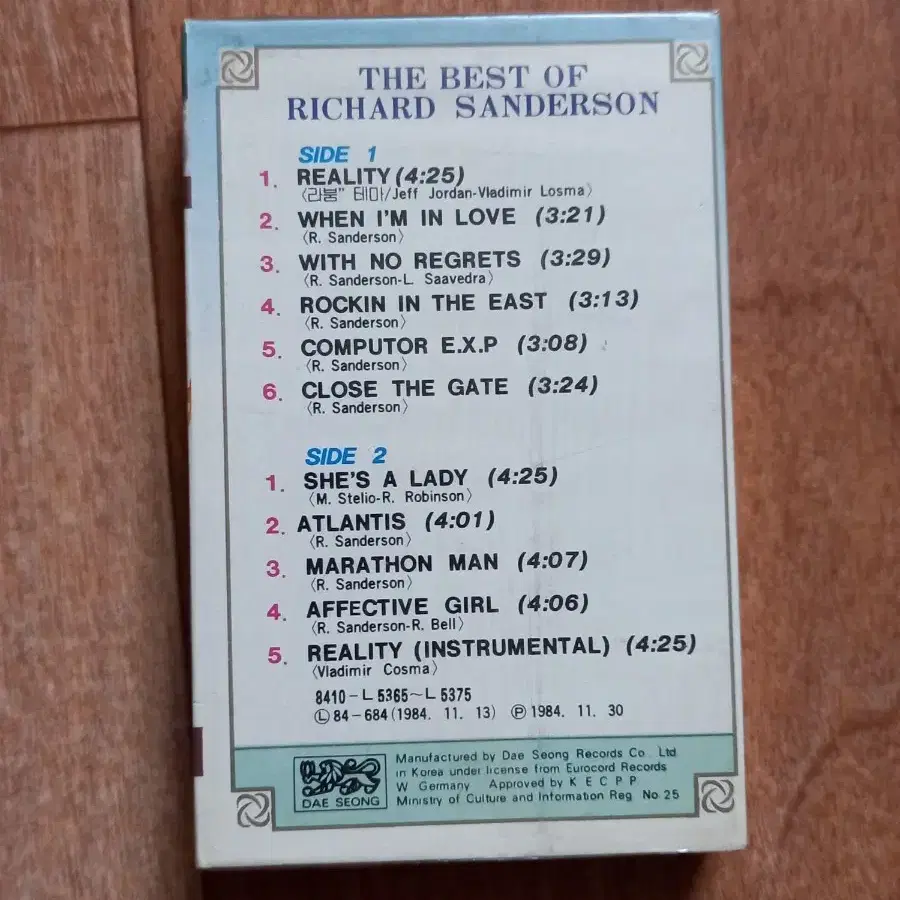 THE BEST OF
RICHARD SANDERSON
SIDE 1
1. REALITY (4:25)
〈라붐" 테마/Jeff Jordan-Vladimir Losma〉
2. WHEN I'M IN LOVE (3:21)
〈R. Sanderson〉
3. WITH NO REGRETS (3:29)
〈R. Sanderson-L. Saavedra〉
4. ROCKIN IN THE EAST (3:13)
〈R. Sanderson〉
5. COMPUTOR E.X.P (3:08)
〈R. Sanderson〉
6. CLOSE THE GATE (3:24)
〈R. Sanderson〉
SIDE 2
1. SHE'S A LADY (4:25)
〈M. Stelio-R. Robinson〉
2. ATLANTIS (4:01)
〈R. Sanderson〉
3. MARATHON MAN (4:07)
〈R. Sanderson〉
4. AFFECTIVE GIRL (4:06)
〈R. Sanderson-R. Bell〉
5. REALITY (INSTRUMENTAL) (4:25)
〈Vladimir Cosma〉
8410-L 5365~L 5375
Ⓛ 84-684 (1984. 11. 13) Ⓟ 1984. 11. 30
DAE SEONG
Manufactured by Dae Seong Records Co. Ltd
in Korea under license from Eurocord Records
W Germany Approved by K E C P P
Ministry of Culture and Information Reg No. 25